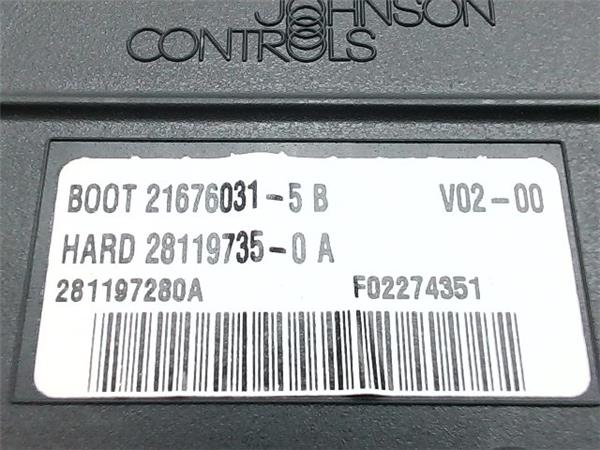 JOHNSON
CONTROLS
BOOT 21676031-5 B V02-00
HARD 28119735-0 A
281197280A F02274351